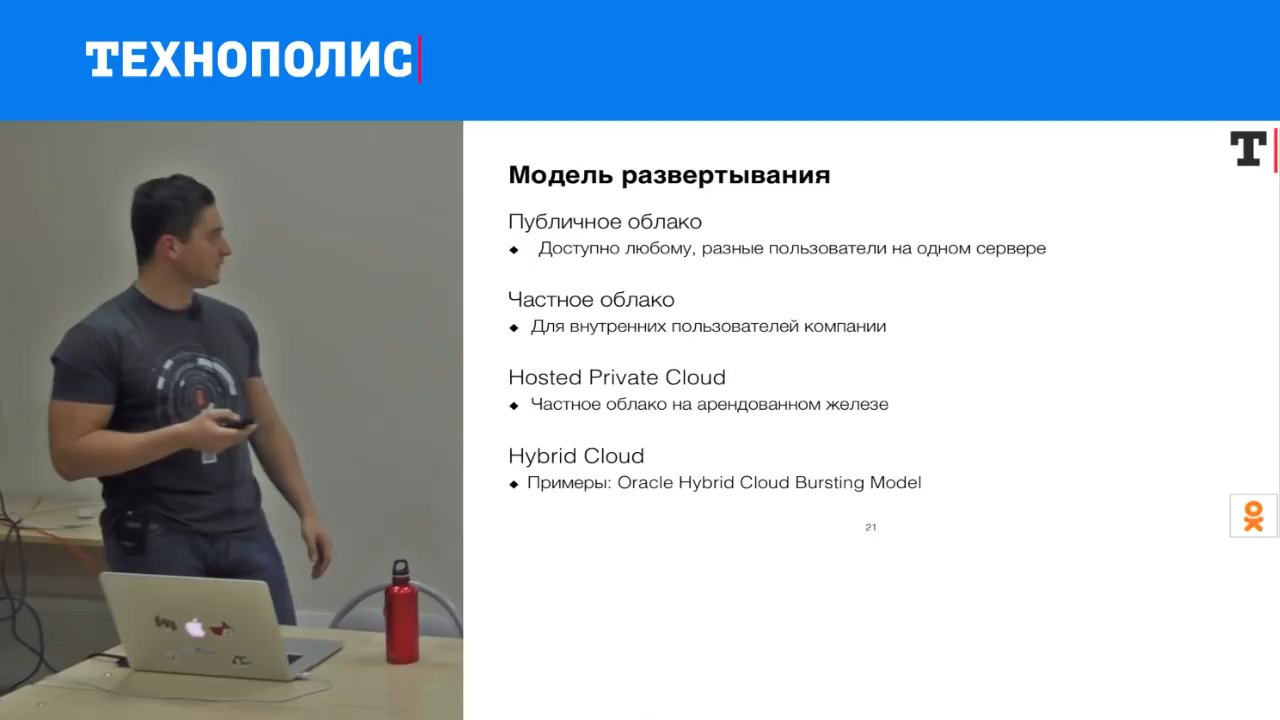 ТЕХНОПОЛИС
Т
Модель развертывания
Публичное облако
◆ Доступно любому, разные пользователи на одном сервере
Частное облако
◆ Для внутренних пользователей компании
Hosted Private Cloud
◆ Частное облако на арендованном железе
Hybrid Cloud
◆ Примеры: Oracle Hybrid Cloud Bursting Model
21